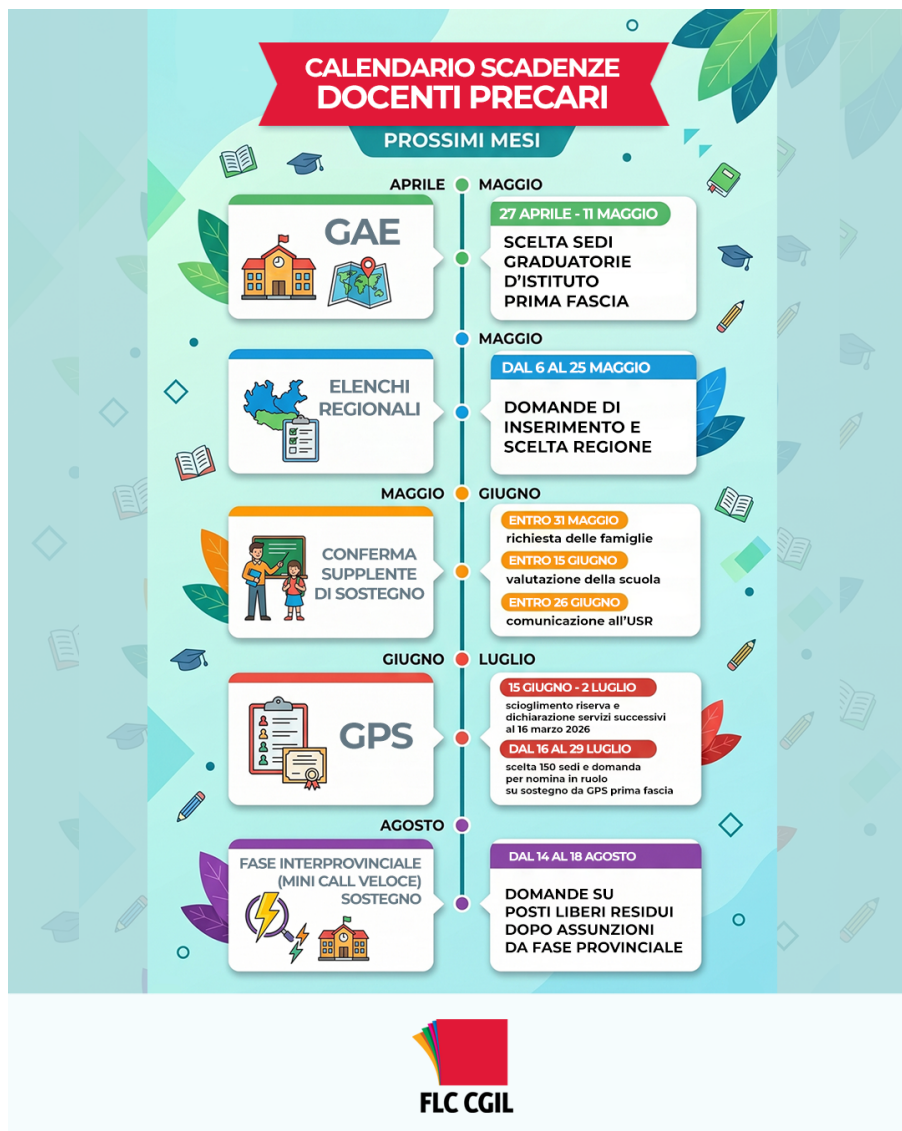 CALENDARIO SCADENZE
DOCENTI PRECARI
PROSSIMI MESI
APRILE
MAGGIO
GAE
27 APRILE - 11 MAGGIO
SCELTA SEDI
GRADUATORIE
D'ISTITUTO
PRIMA FASCIA
MAGGIO
ELENCHI
REGIONALI
DAL 6 AL 25 MAGGIO
DOMANDE DI
INSERIMENTO E
SCELTA REGIONE
MAGGIO
GIUGNO
CONFERMA
SUPPLENTE
DI SOSTEGNO
ENTRO 31 MAGGIO
richiesta delle famiglie
ENTRO 15 GIUGNO
valutazione della scuola
ENTRO 26 GIUGNO
comunicazione all'USR
GIUGNO
LUGLIO
GPS
15 GIUGNO - 2 LUGLIO
scioglimento riserva e
dichiarazione servizi successivi
al 16 marzo 2026
DAL 16 AL 29 LUGLIO
scelta 150 sedi e domanda
per nomina in ruolo
su sostegno da GPS prima fascia
AGOSTO
FASE INTERPROVINCIALE
(MINI CALL VELOCE)
SOSTEGNO
DAL 14 AL 18 AGOSTO
DOMANDE SU
POSTI LIBERI RESIDUI
DOPO ASSUNZIONI
DA FASE PROVINCIALE
FLC CGIL